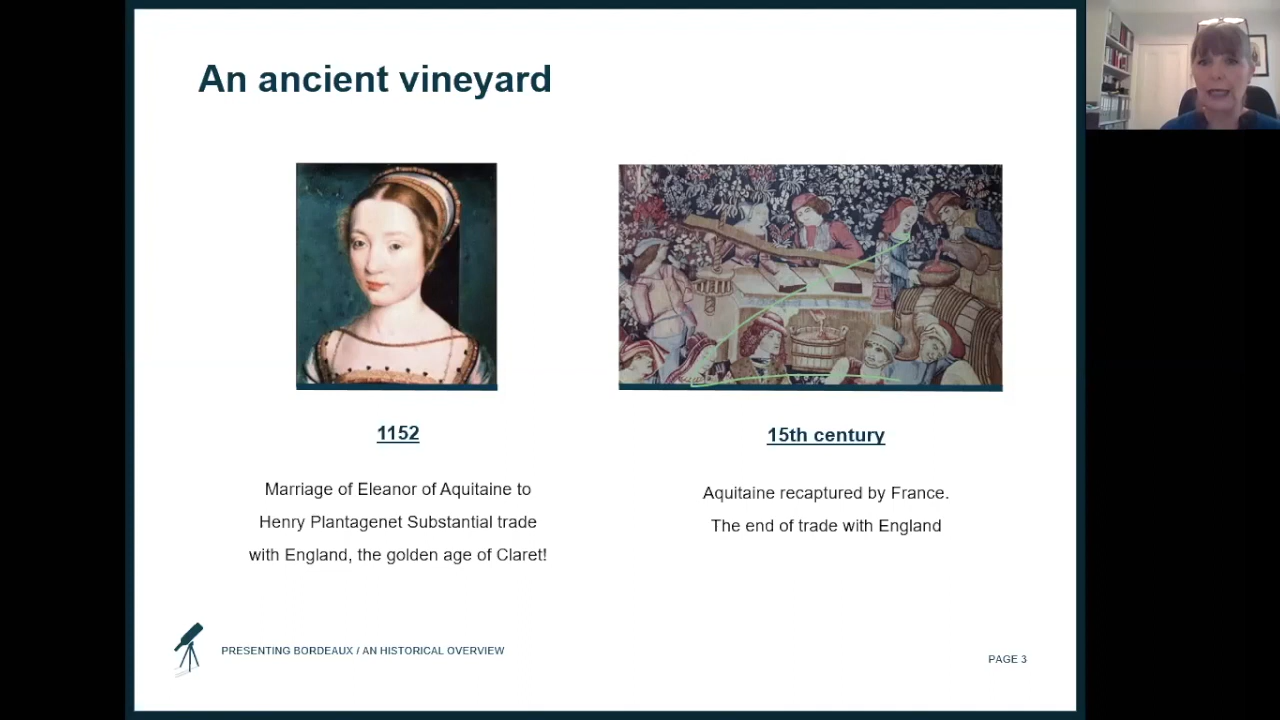 An ancient vineyard
1152
Marriage of Eleanor of Aquitaine to
Henry Plantagenet Substantial trade
with England, the golden age of Claret!
15th century
Aquitaine recaptured by France.
The end of trade with England
PRESENTING BORDEAUX / AN HISTORICAL OVERVIEW
PAGE 3